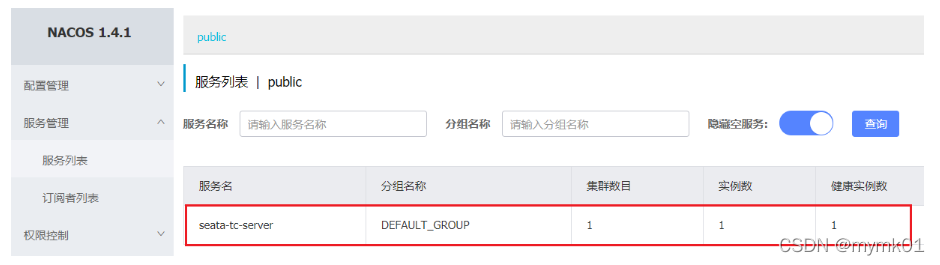 NACOS 1.4.1
public
配置管理
服务列表 | public
服务管理
服务名称 请输入服务名称 分组名称 请输入分组名称 隐藏空服务: 查询
服务列表
服务名 分组名称 集群数目 实例数 健康实例数
订阅者列表
seata-tc-server DEFAULT_GROUP 1 1 1
权限控制
CSDN @mymk01